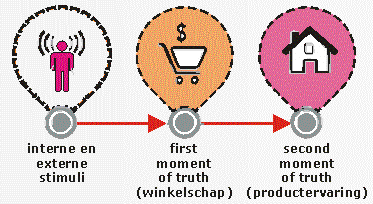 $
interne en
externe
stimuli
first
moment
of truth
(winkelschap)
second
moment
of truth
(productervaring)